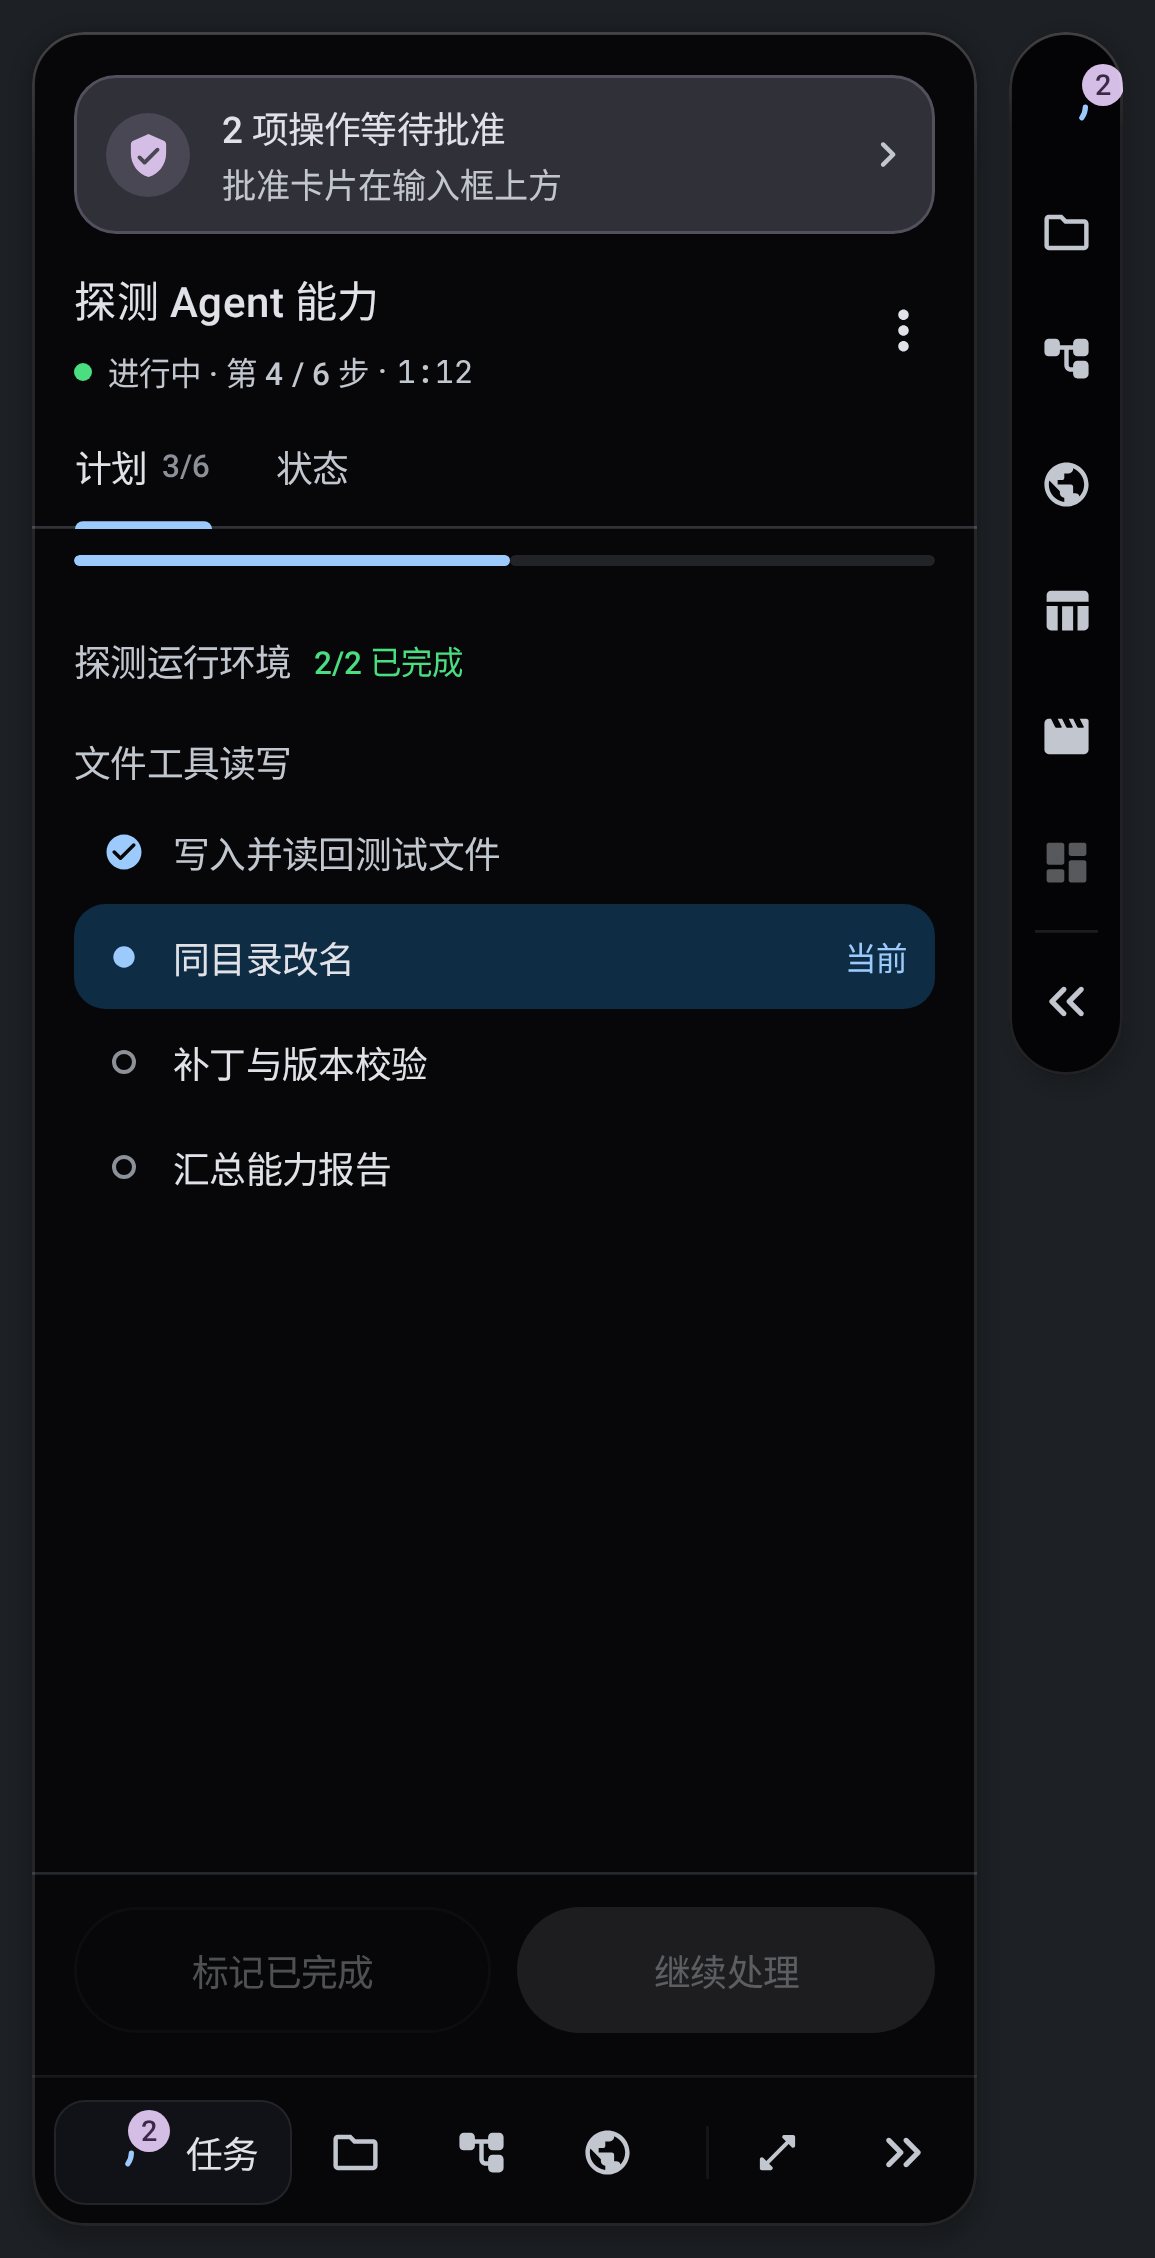 2 项操作等待批准
批准卡片在输入框上方
探测 Agent 能力
进行中 · 第 4 / 6 步 · 1:12
计划 3/6 状态
探测运行环境 2/2 已完成
文件工具读写
写入并读回测试文件
同目录改名 当前
补丁与版本校验
汇总能力报告
标记已完成 继续处理
2 任务
2